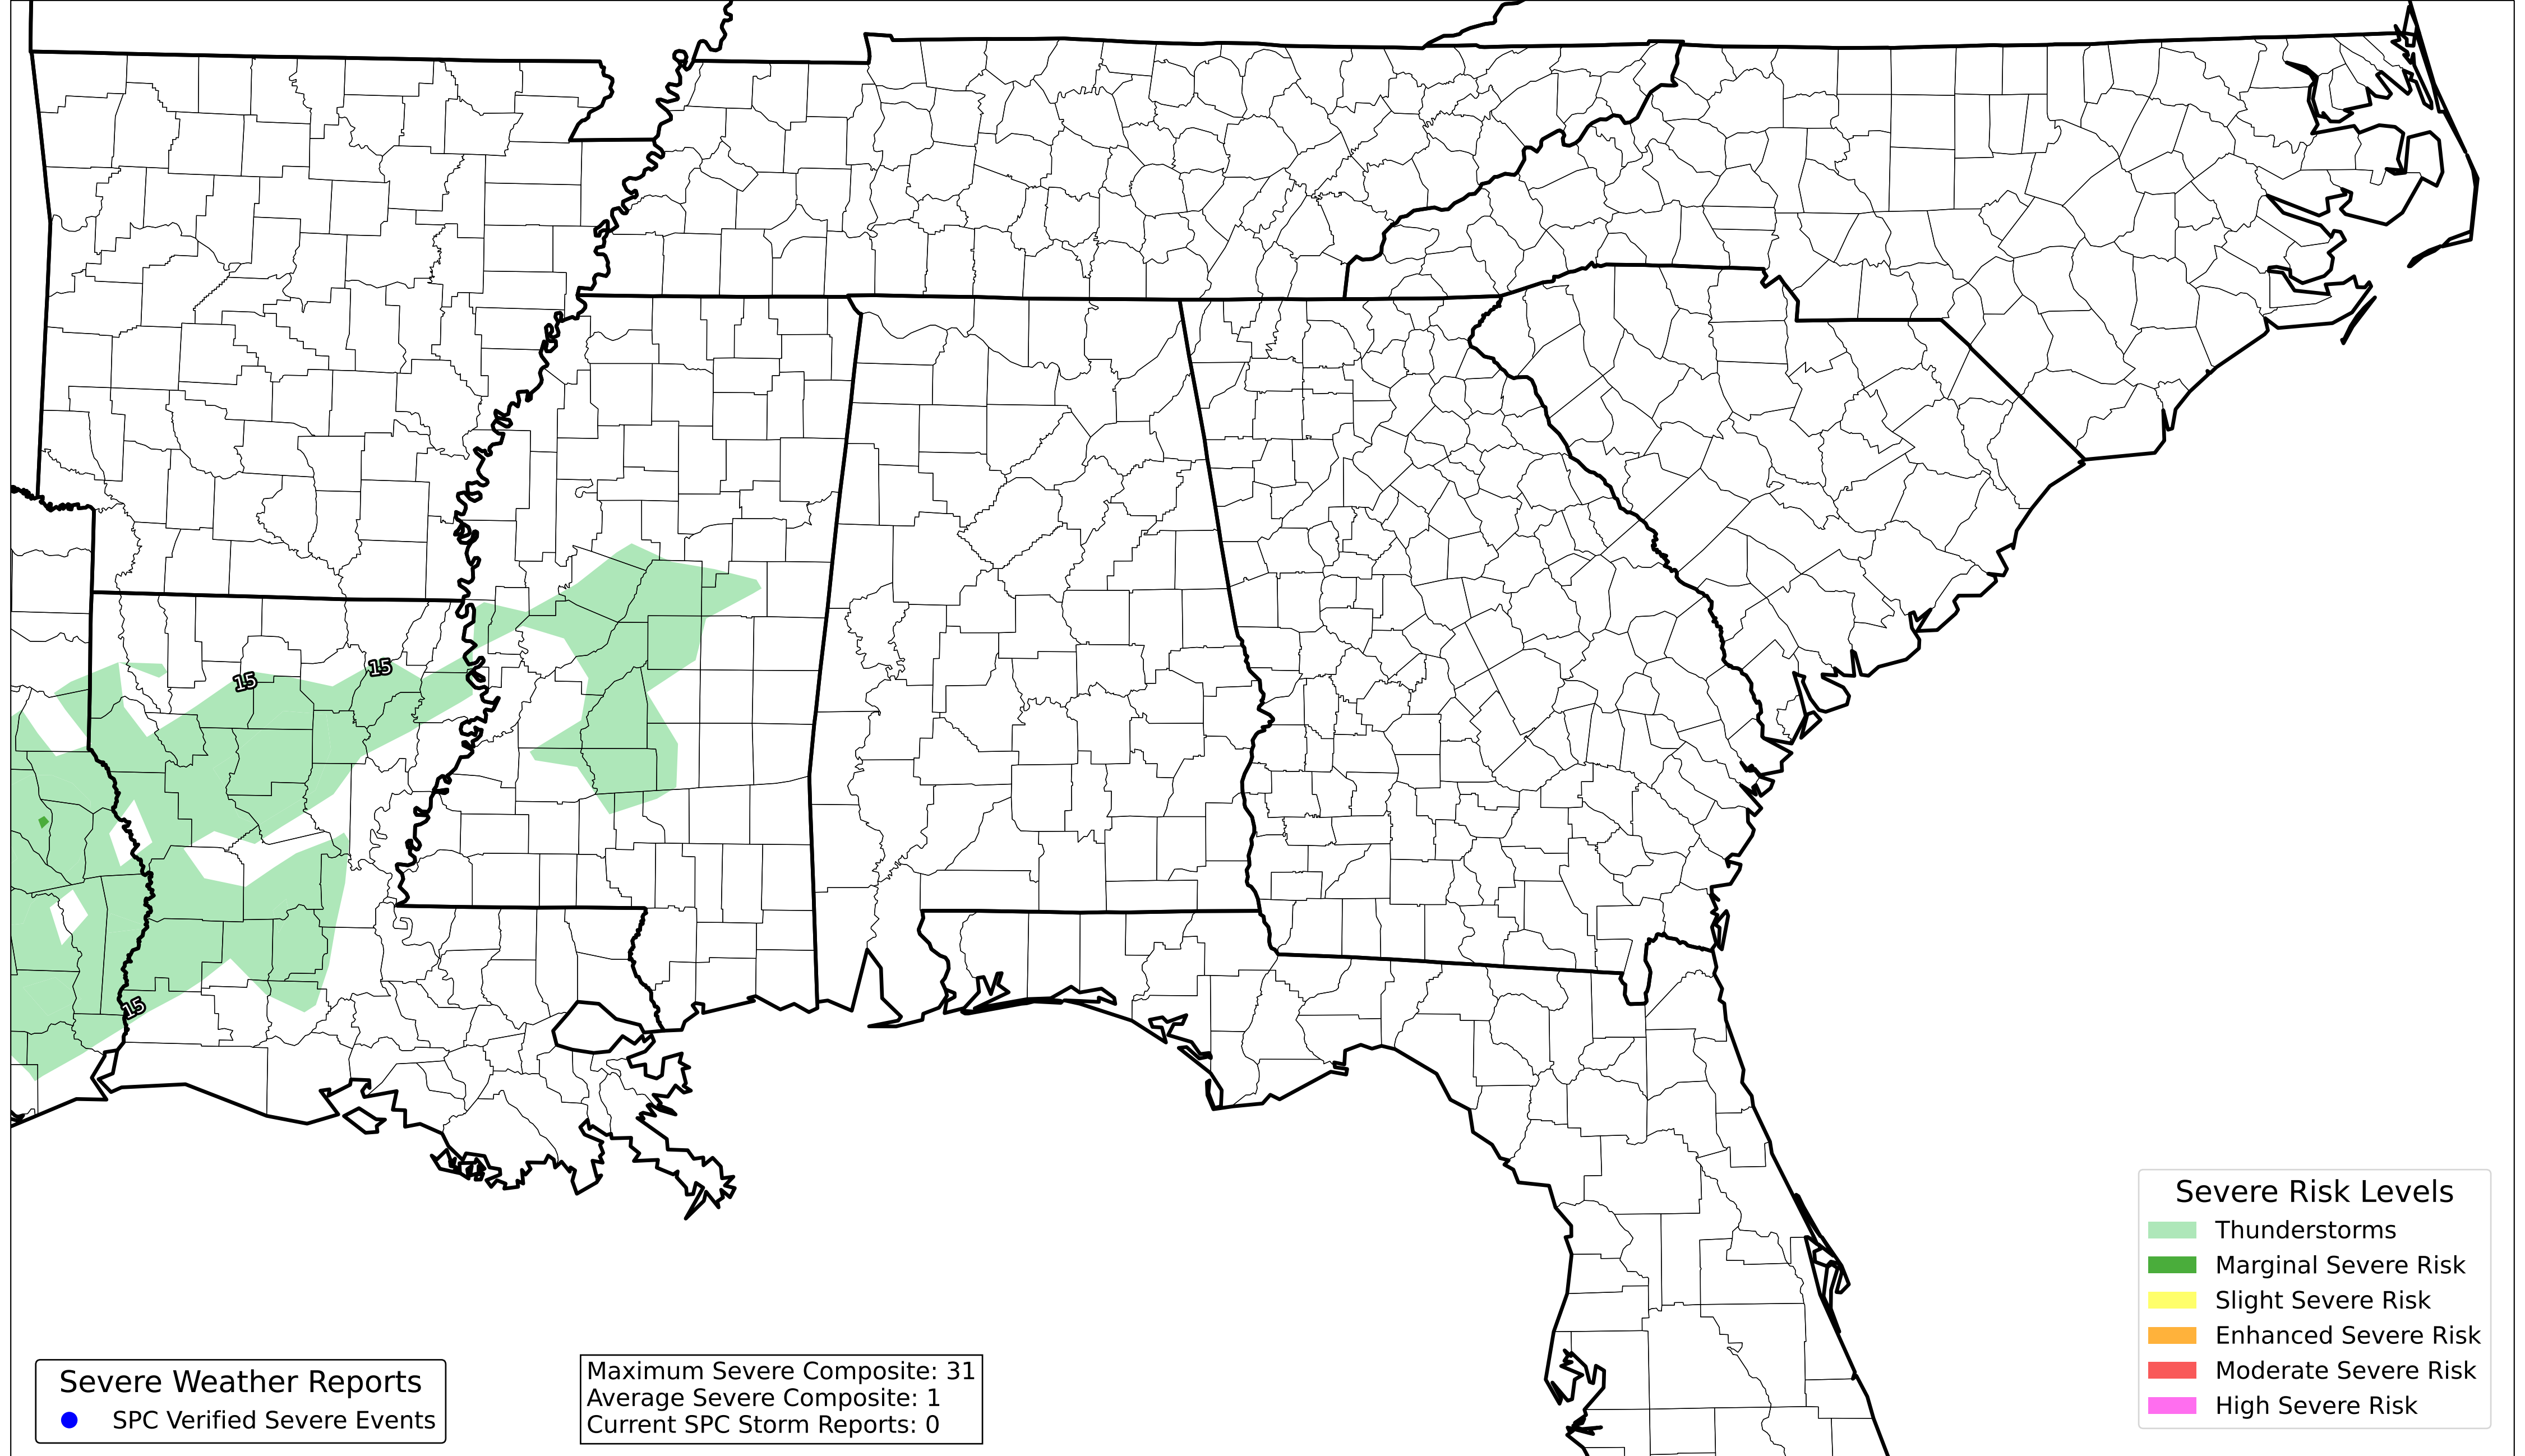 15
15
15
Severe Risk Levels
Thunderstorms
Marginal Severe Risk
Slight Severe Risk
Enhanced Severe Risk
Moderate Severe Risk
High Severe Risk
Severe Weather Reports
SPC Verified Severe Events
Maximum Severe Composite: 31
Average Severe Composite: 1
Current SPC Storm Reports: 0